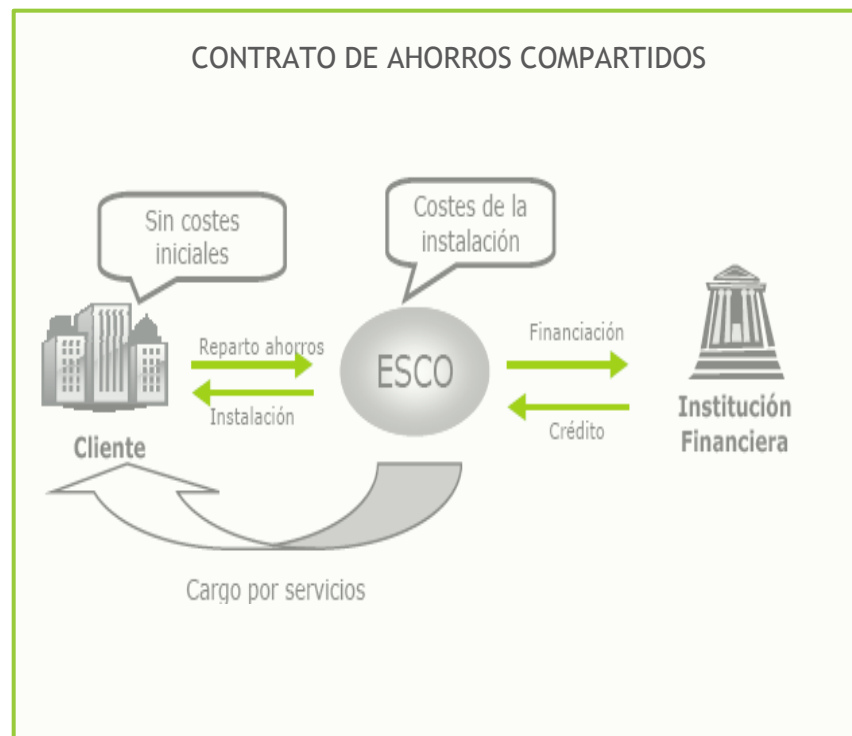 CONTRATO DE AHORROS COMPARTIDOS
Sin costes
iniciales
Costes de la
instalación
Reparto ahorros
Instalación
ESCO
Financiación
Crédito
Cliente
Institución
Financiera
Cargo por servicios